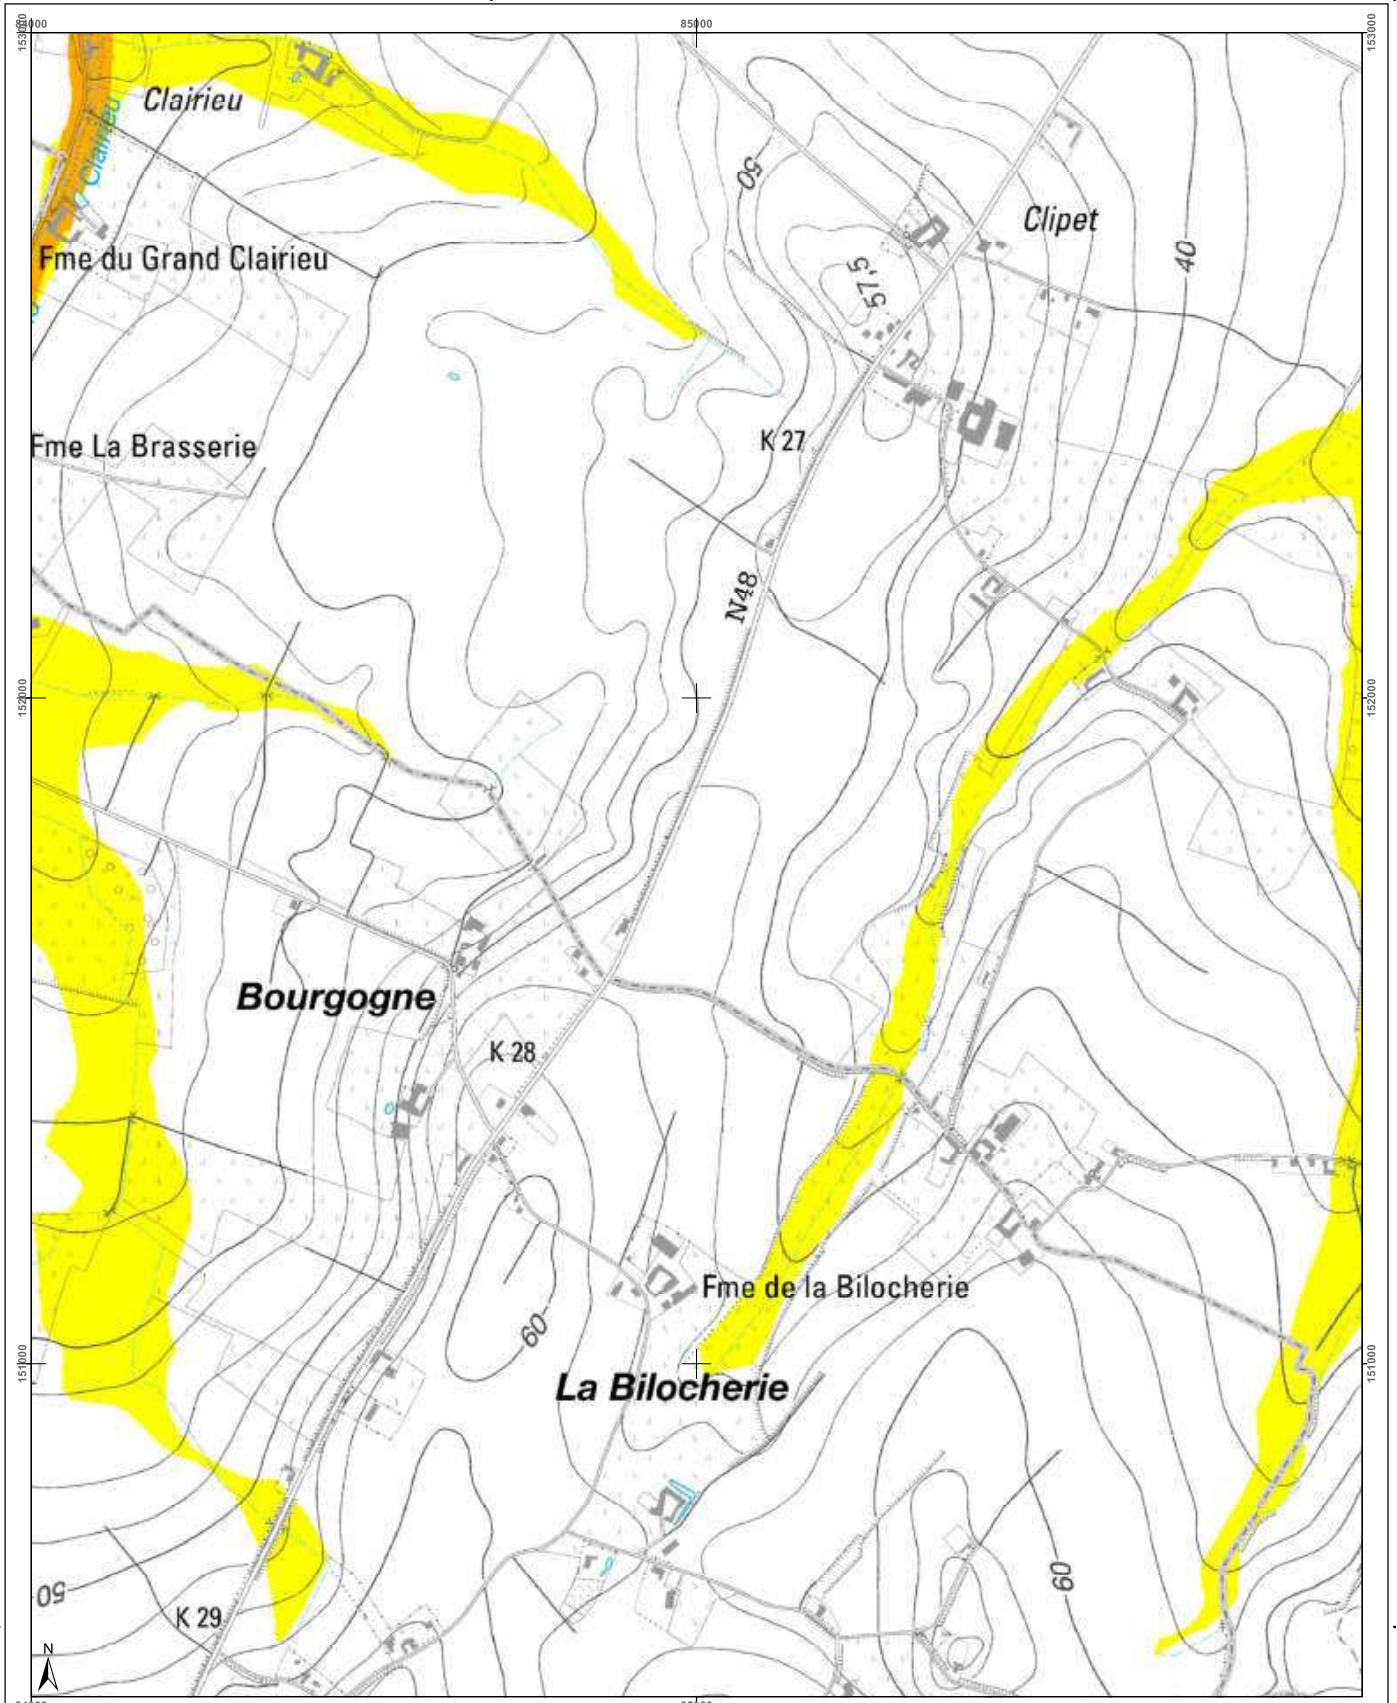 84000
85000
153000
153000
Clairieu
Clairieu
50
Clipet
40
Fme du Grand Clairieu
57,5
K 27
Fme La Brasserie
N48
152000
152000
Bourgogne
K 28
Fme de la Bilocherie
60
151000
151000
La Bilocherie
50
60
K 29
N